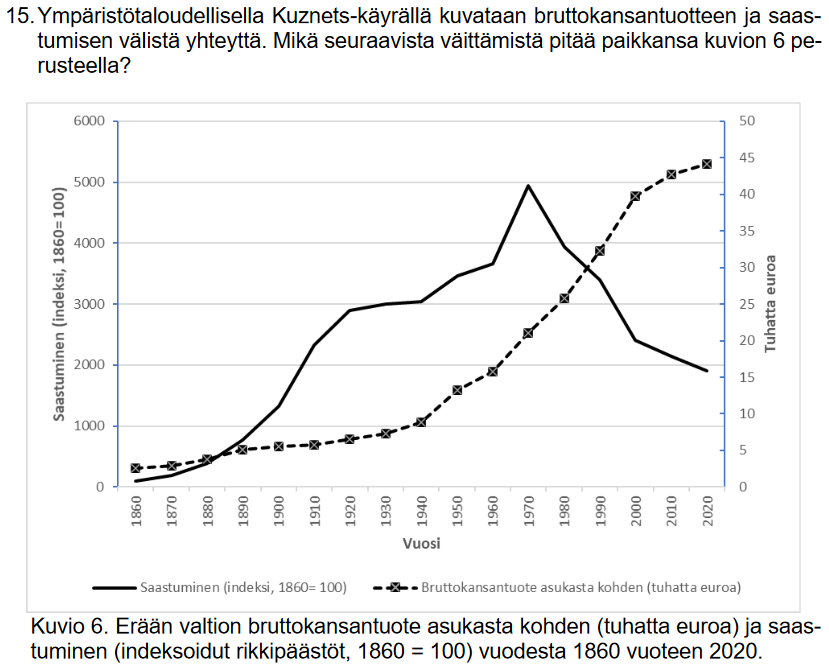 15. Ympäristötaloudellisella Kuznets-käyrällä kuvataan bruttokansantuotteen ja saas-
tumisen välistä yhteyttä. Mikä seuraavista väittämistä pitää paikkansa kuvion 6 pe-
rusteella?
6000
5000
4000
3000
2000
1000
0
Saastuminen (indeksi, 1860= 100)
50
45
40
35
30
25
20
15
10
5
0
Tuhatta euroa
1860 1870 1880 1890 1900 1910 1920 1930 1940 1950 1960 1970 1980 1990 2000 2010 2020
Vuosi
Saastuminen (indeksi, 1860= 100) Bruttokansantuote asukasta kohden (tuhatta euroa)
Kuvio 6. Erään valtion bruttokansantuote asukasta kohden (tuhatta euroa) ja saas-
tuminen (indeksoidut rikkipäästöt, 1860 = 100) vuodesta 1860 vuoteen 2020.